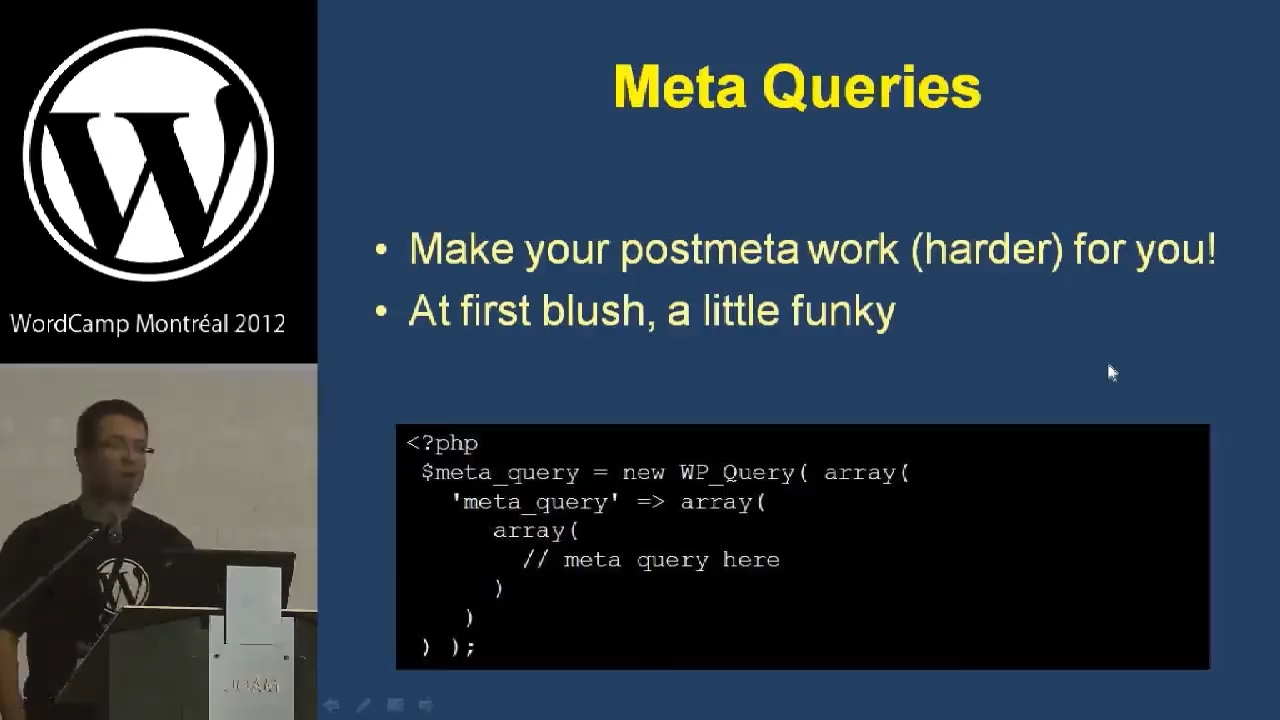 WordCamp Montréal 2012
Meta Queries
• Make your postmeta work (harder) for you!
• At first blush, a little funky
<?php
$meta_query = new WP_Query( array(
'meta_query' => array(
array(
// meta query here
)
)
) );